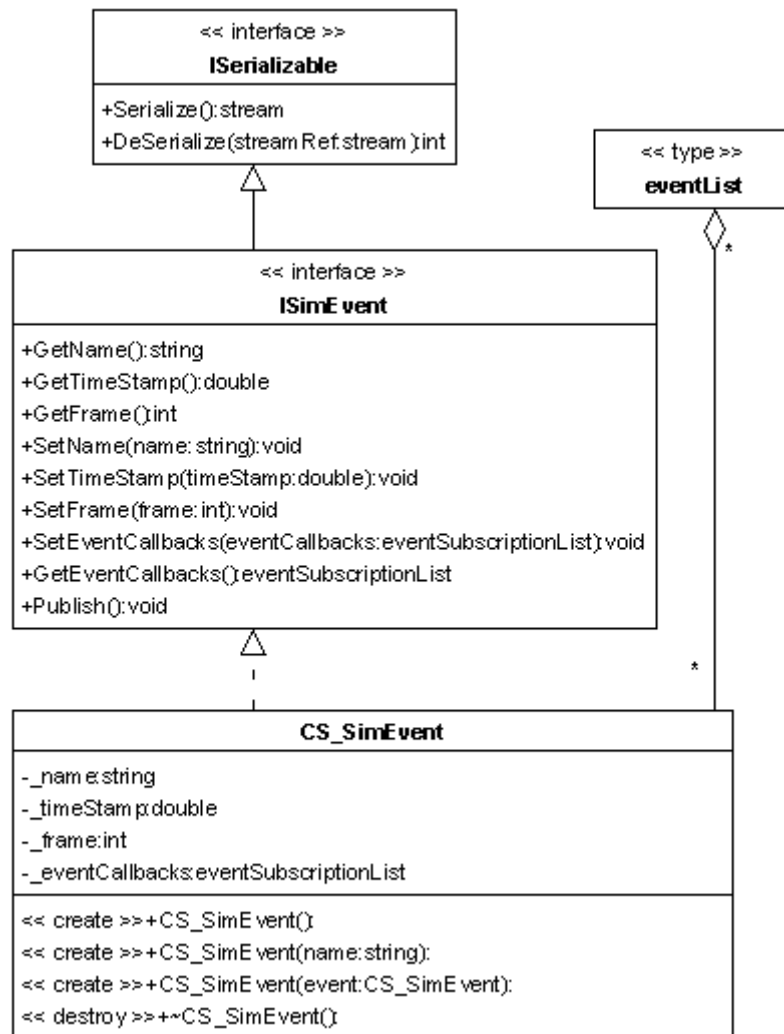 << interface >>
ISerializable
+Serialize():stream
+DeSerialize(streamRef:stream):int
<< type >>
eventList
*
<< interface >>
ISimEvent
+GetName():string
+GetTimeStamp():double
+GetFrame():int
+SetName(name:string):void
+SetTimeStamp(timeStamp:double):void
+SetFrame(frame:int):void
+SetEventCallbacks(eventCallbacks:eventSubscriptionList):void
+GetEventCallbacks():eventSubscriptionList
+Publish():void
*
CS_SimEvent
-_name:string
-_timeStamp:double
-_frame:int
-_eventCallbacks:eventSubscriptionList
<< create >>+CS_SimEvent():
<< create >>+CS_SimEvent(name:string):
<< create >>+CS_SimEvent(event:CS_SimEvent):
<< destroy >>+~CS_SimEvent():